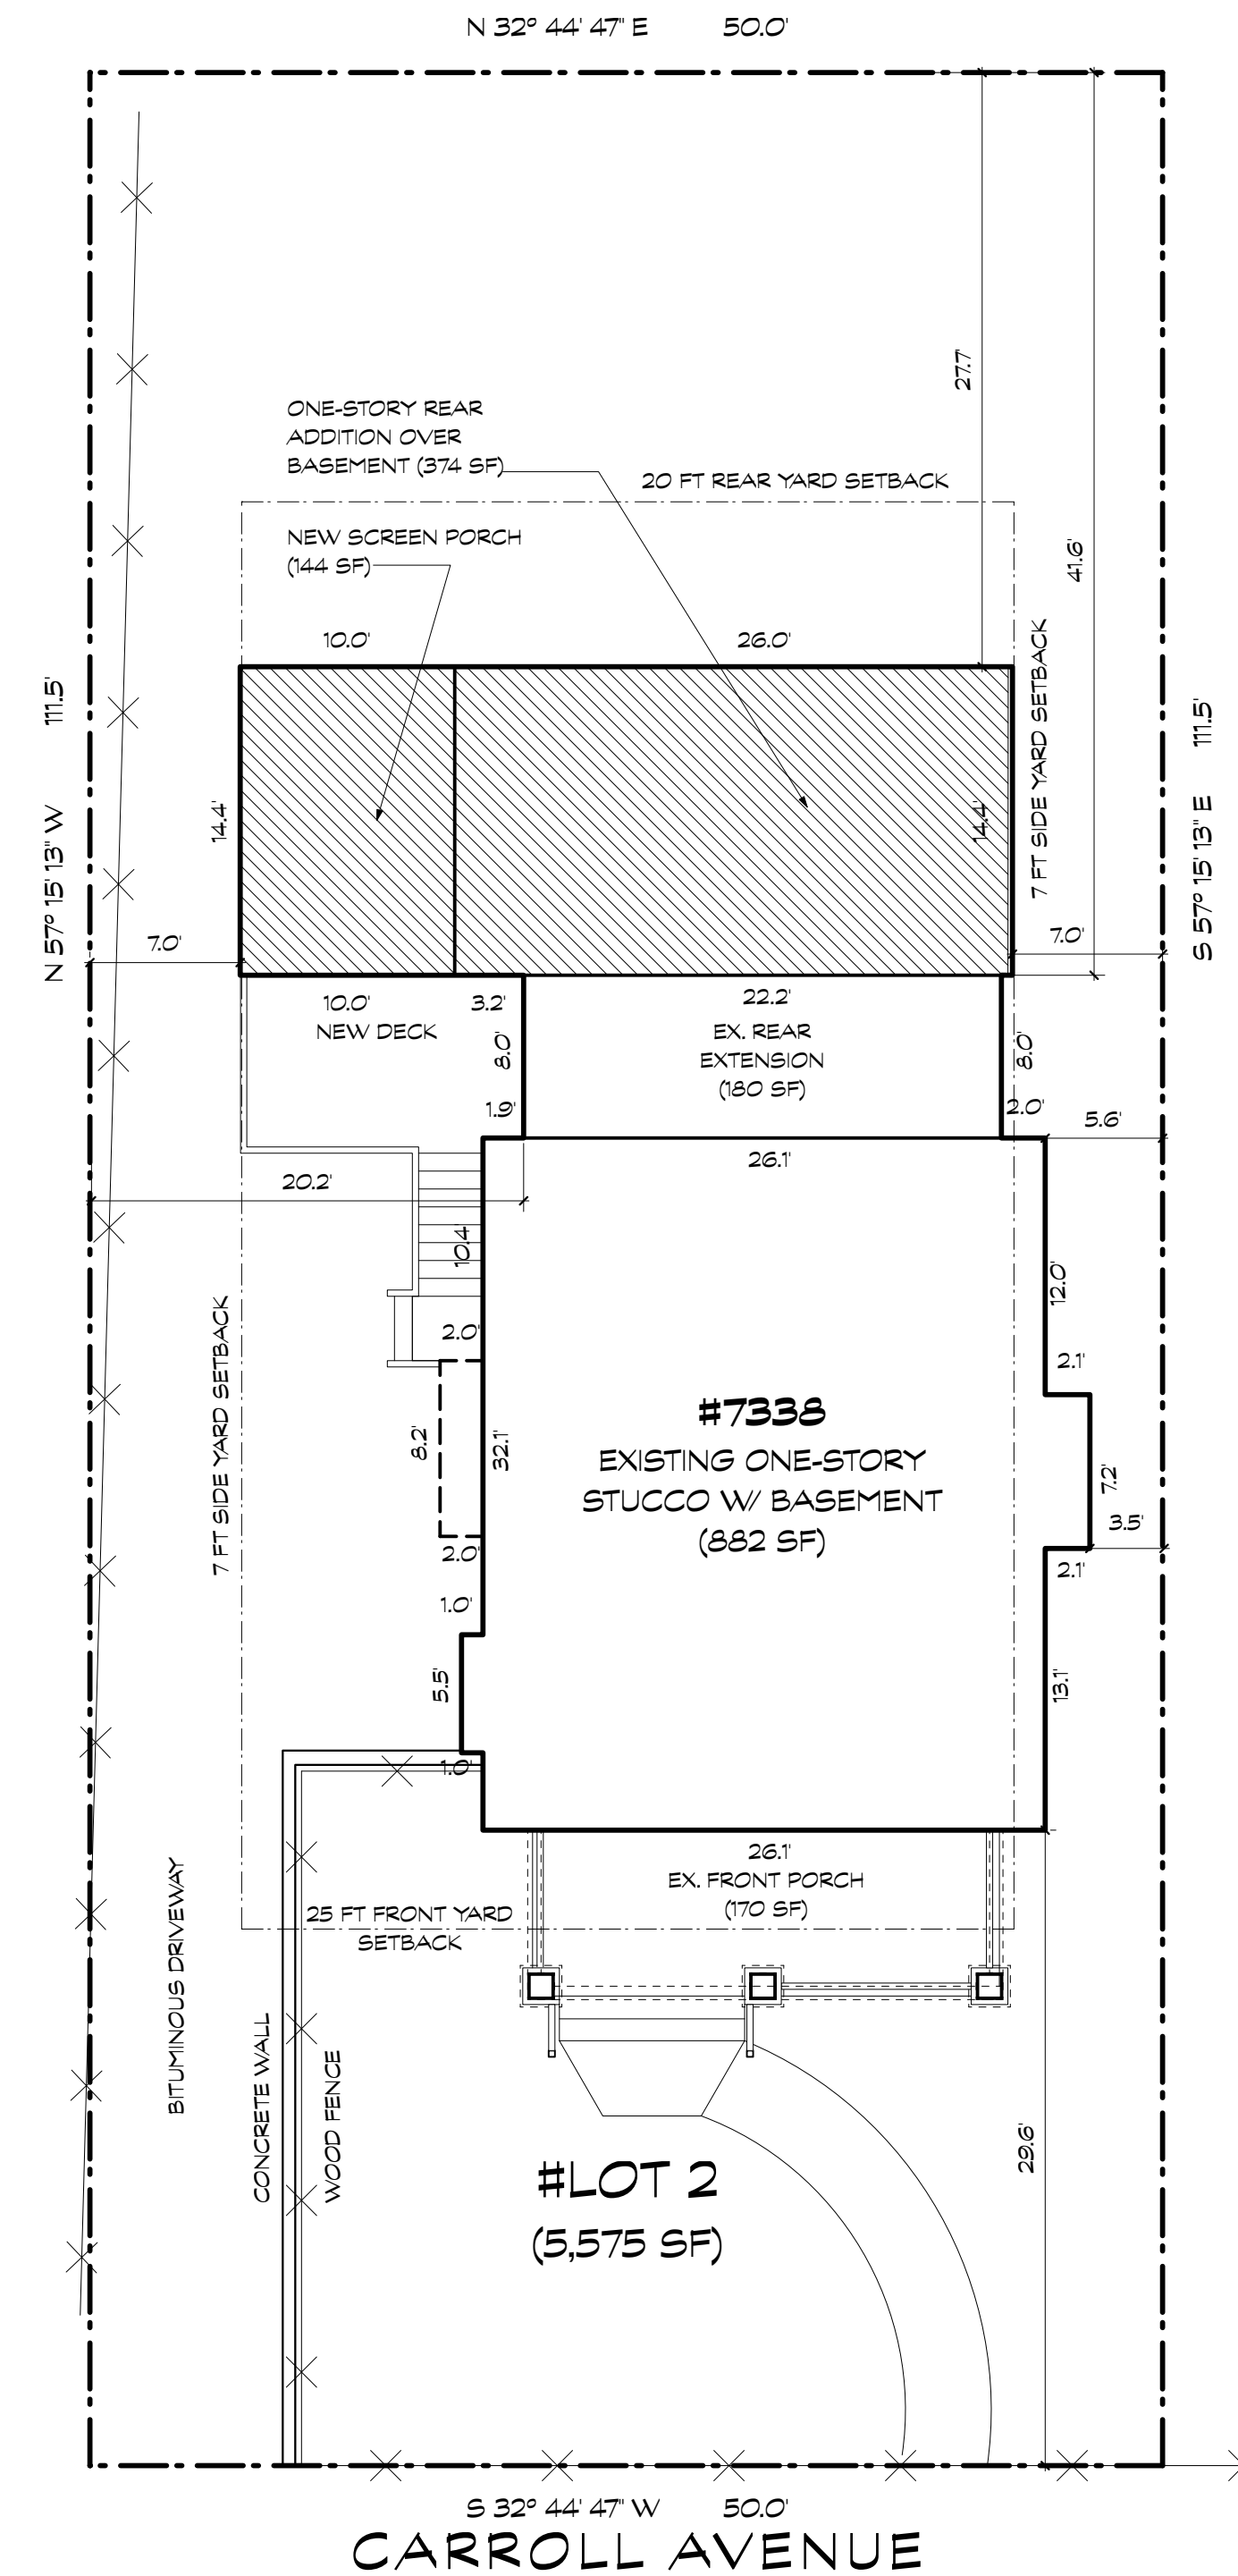 N 32° 44' 47" E 50.0'
27.7'
ONE-STORY REAR
ADDITION OVER
BASEMENT (374 SF)
20 FT REAR YARD SETBACK
NEW SCREEN PORCH
(144 SF)
41.6'
10.0'
26.0'
7 FT SIDE YARD SETBACK
N 57° 15' 13" W 111.5'
S 57° 15' 13" E 111.5'
14.4'
14.4'
7.0'
7.0'
10.0'
3.2'
22.2'
NEW DECK
8.0'
EX. REAR
EXTENSION
(180 SF)
8.0'
1.9'
2.0'
5.6'
26.1'
20.2'
10.4'
12.0'
2.0'
2.1'
7 FT SIDE YARD SETBACK
8.2'
32.1'
#7338
EXISTING ONE-STORY
STUCCO W/ BASEMENT
(882 SF)
7.2'
3.5'
2.0'
2.1'
1.0'
5.5'
13.1'
1.0'
26.1'
EX. FRONT PORCH
(170 SF)
25 FT FRONT YARD
SETBACK
BITUMINOUS DRIVEWAY
CONCRETE WALL
WOOD FENCE
29.6'
#LOT 2
(5,575 SF)
S 32° 44' 47" W 50.0'
CARROLL AVENUE